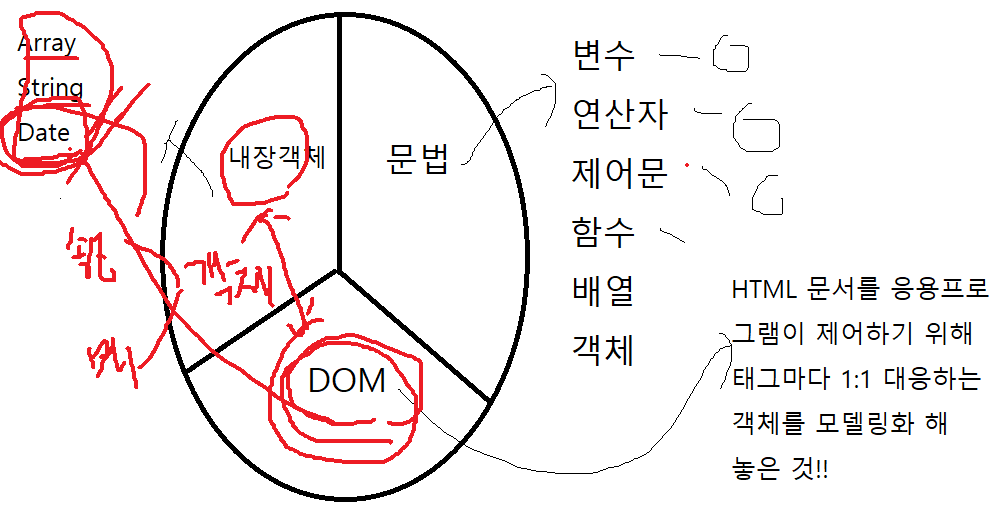 Array
String
Date
내장객체
문법
변수
연산자
제어문
함수
배열
객체
DOM
HTML 문서를 응용프로
그램이 제어하기 위해
태그마다 1:1 대응하는
객체를 모델링화 해
놓은 것!!